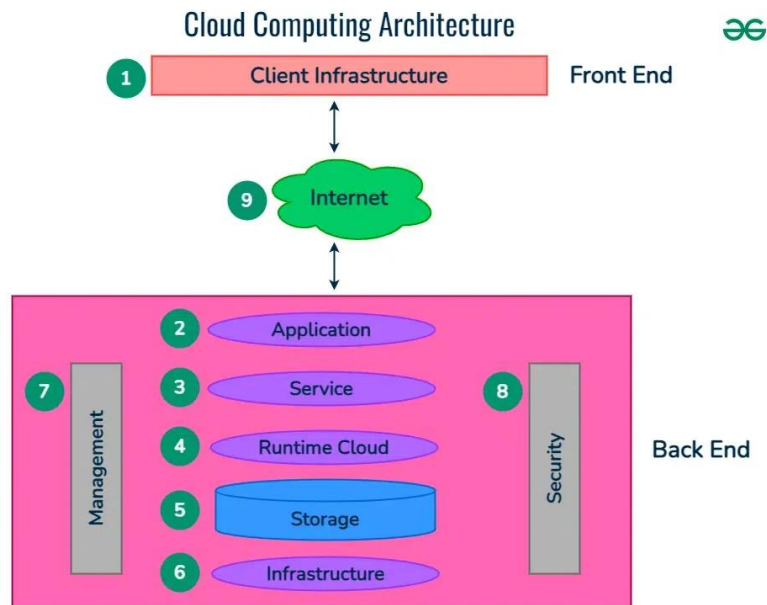 Cloud Computing Architecture
1
Client Infrastructure
Front End
9
Internet
2
Application
7
3
Service
8
4
Runtime Cloud
Management
Security
Back End
5
Storage
6
Infrastructure